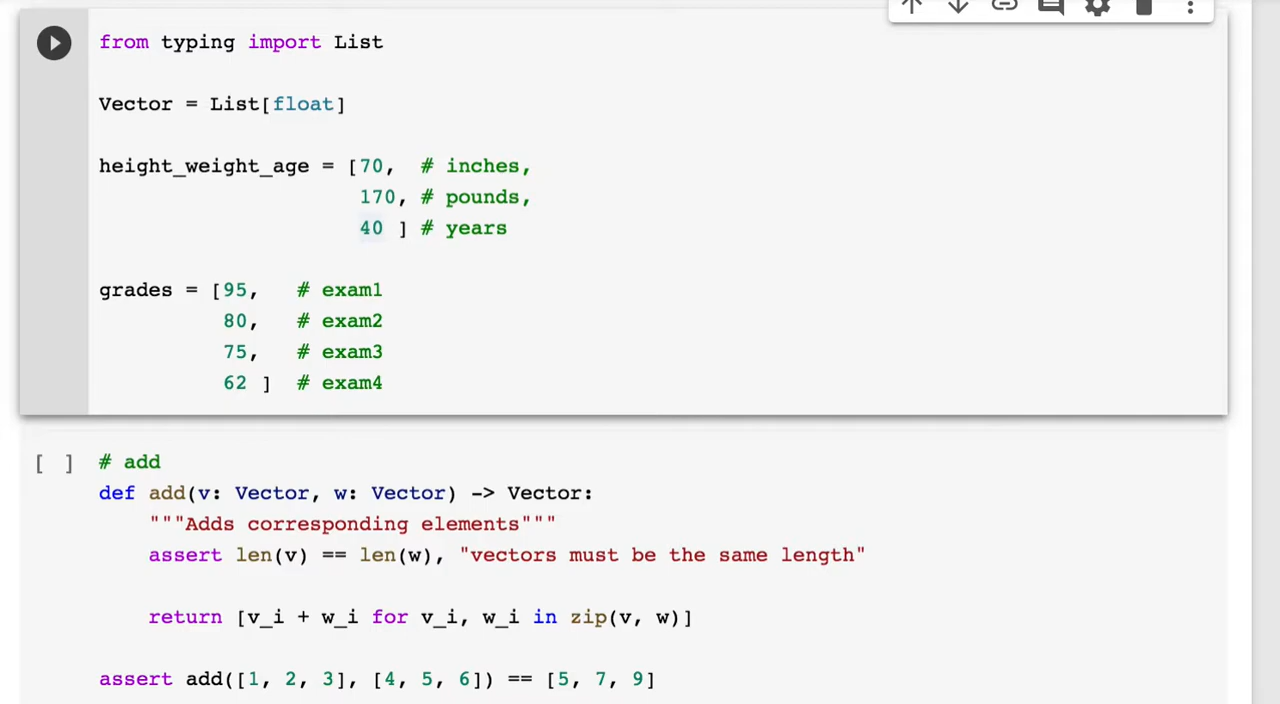 from typing import List
Vector = List[float]
height_weight_age = [70,  # inches,
                     170, # pounds,
                     40 ] # years
grades = [95,   # exam1
          80,   # exam2
          75,   # exam3
          62 ]  # exam4
[ ] # add
def add(v: Vector, w: Vector) -> Vector:
    """Adds corresponding elements"""
    assert len(v) == len(w), "vectors must be the same length"
    return [v_i + w_i for v_i, w_i in zip(v, w)]
assert add([1, 2, 3], [4, 5, 6]) == [5, 7, 9]